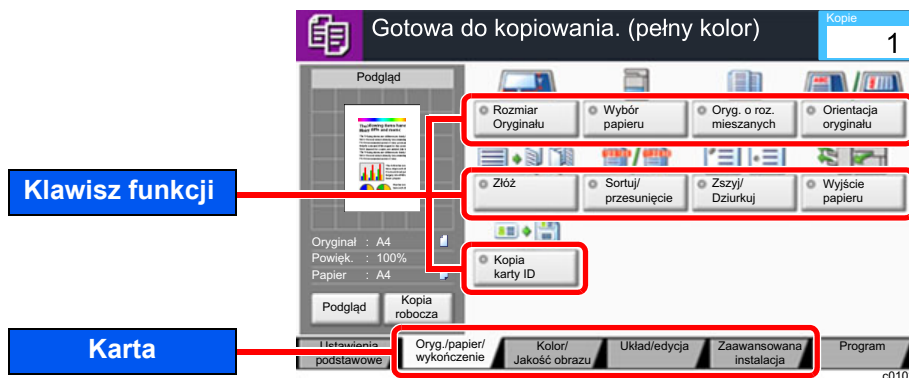 Gotowa do kopiowania. (pełny kolor)
Kopie
1
Podgląd
Rozmiar
Oryginału
Wybór
papieru
Oryg. o roz.
mieszanych
Orientacja
oryginału
Klawisz funkcji
Złóż
Sortuj/
przesunięcie
Zszyj/
Dziurkuj
Wyjście
papieru
Oryginał : A4
Powięk. : 100%
Papier : A4
Kopia
karty ID
Podgląd
Kopia
robocza
Karta
Ustawienia
podstawowe
Oryg./papier/
wykończenie
Kolor/
Jakość obrazu
Układ/edycja
Zaawansowana
instalacja
Program